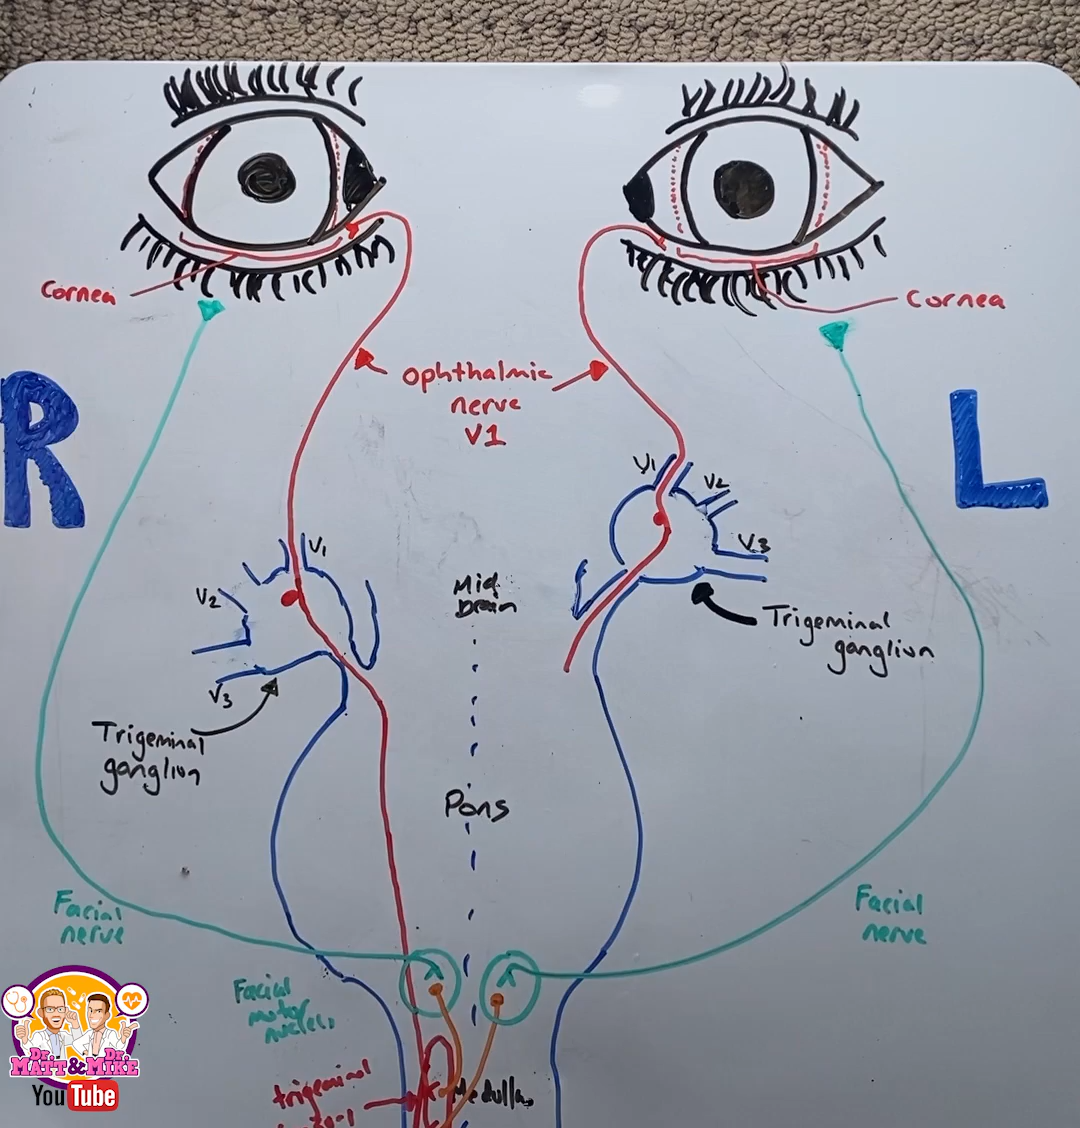 Cornea
Cornea
Ophthalmic
nerve
V1
R
L
V1
V2
V3
V1
V2
V3
Mid
brain
Trigeminal
ganglion
Trigeminal
ganglion
Pons
Facial
nerve
Facial
nerve
Facial
motor
nuclei
trigeminal
Medulla
Dr. Dr.
MATT & MIKE
YouTube